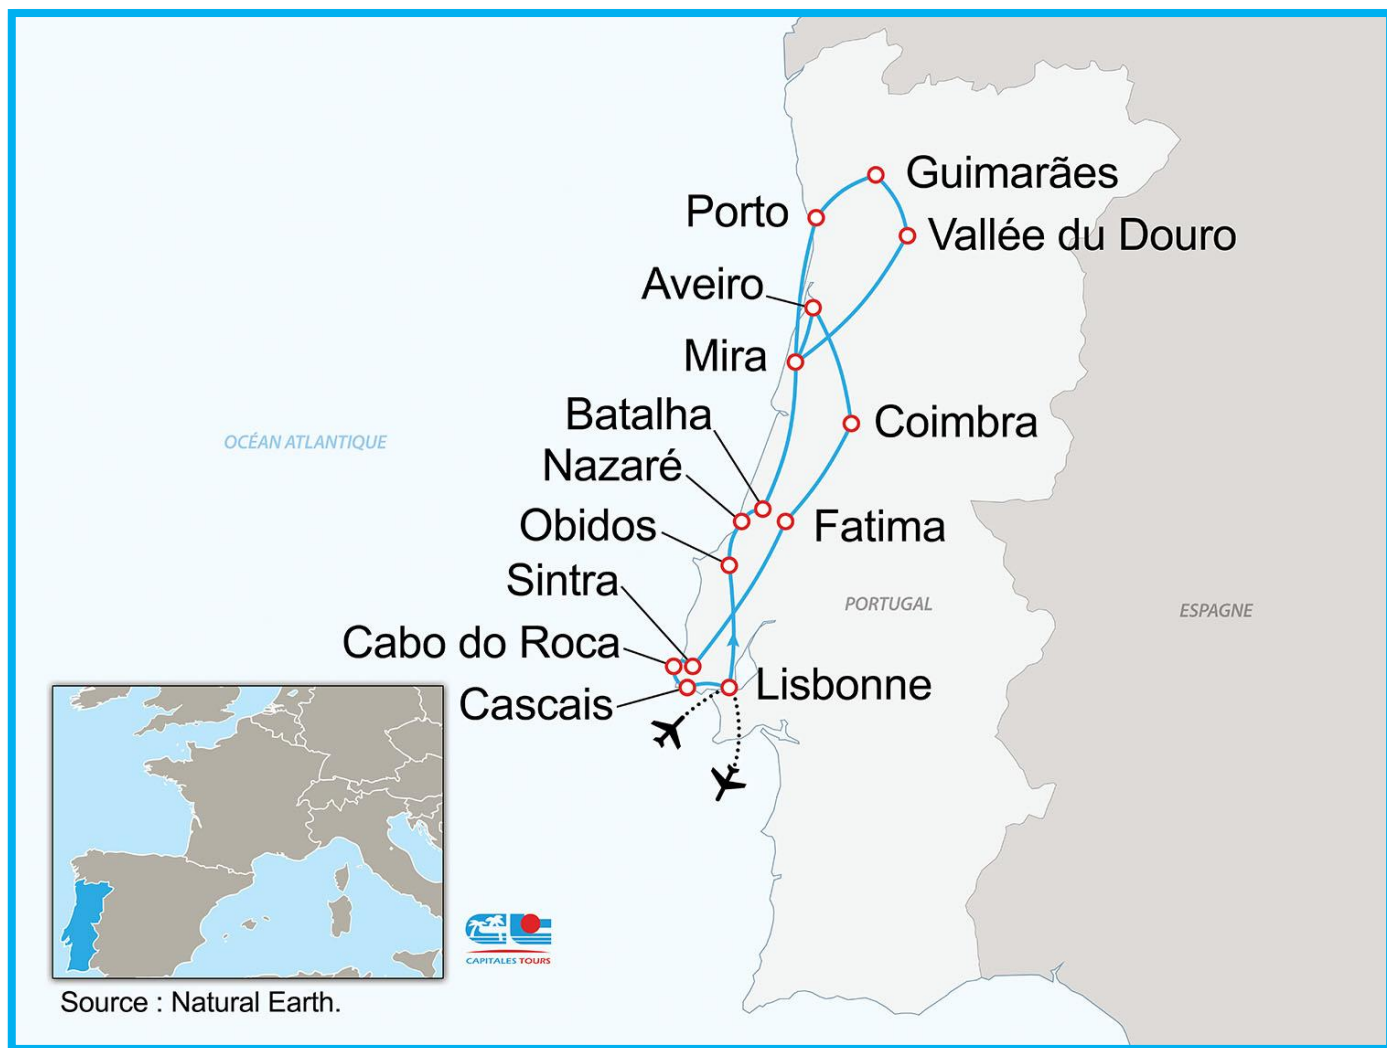 Guimarães
Porto
Vallée du Douro
Aveiro
Mira
Batalha
Coimbra
OCÉAN ATLANTIQUE
Nazaré
Obidos
Fatima
Sintra
PORTUGAL
ESPAGNE
Cabo do Roca
Cascais
Lisbonne
CAPITALES TOURS
Source : Natural Earth.